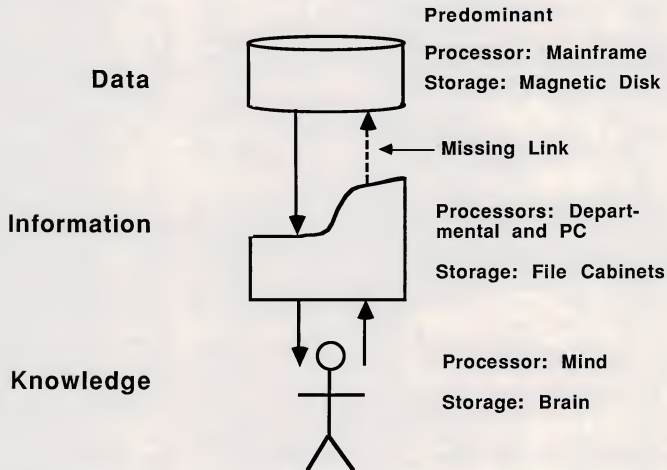 Predominant
Data
Processor: Mainframe
Storage: Magnetic Disk
Missing Link
Information
Processors: Depart-
mental and PC
Storage: File Cabinets
Knowledge
Processor: Mind
Storage: Brain